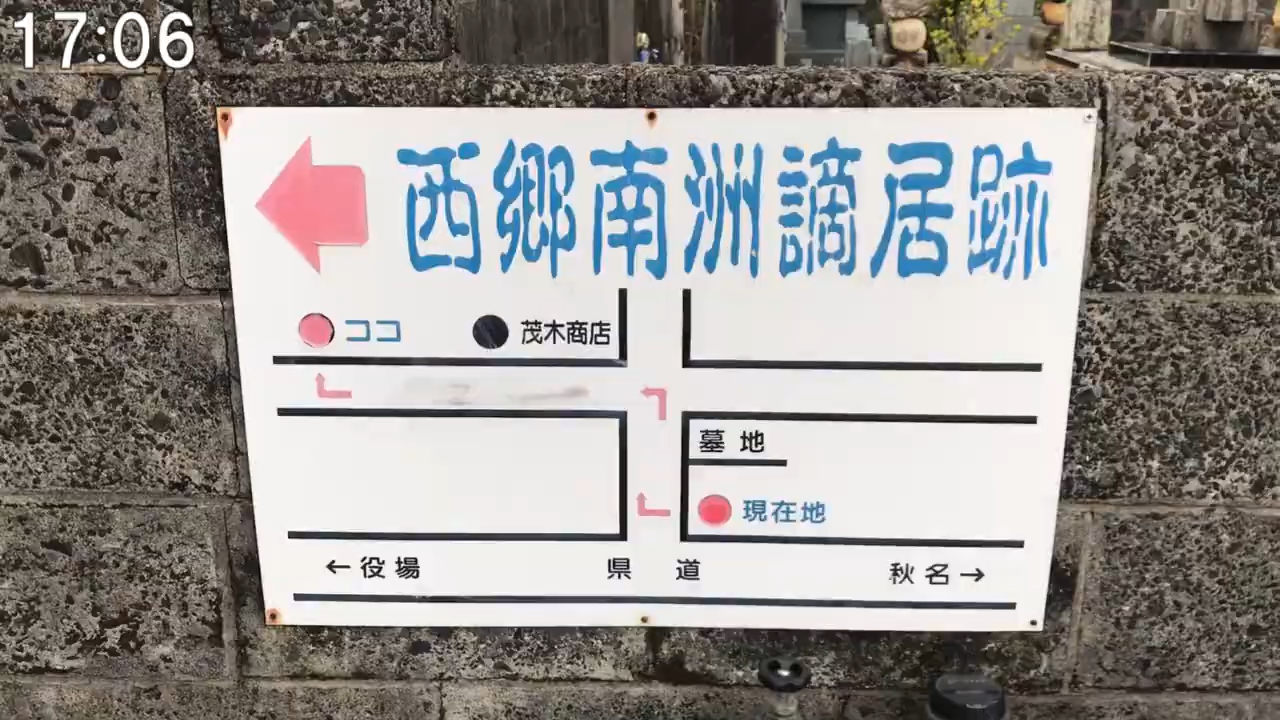 17:06
西郷南洲謫居跡
ココ
茂木商店
墓地
現在地
←役場 県道 秋名→